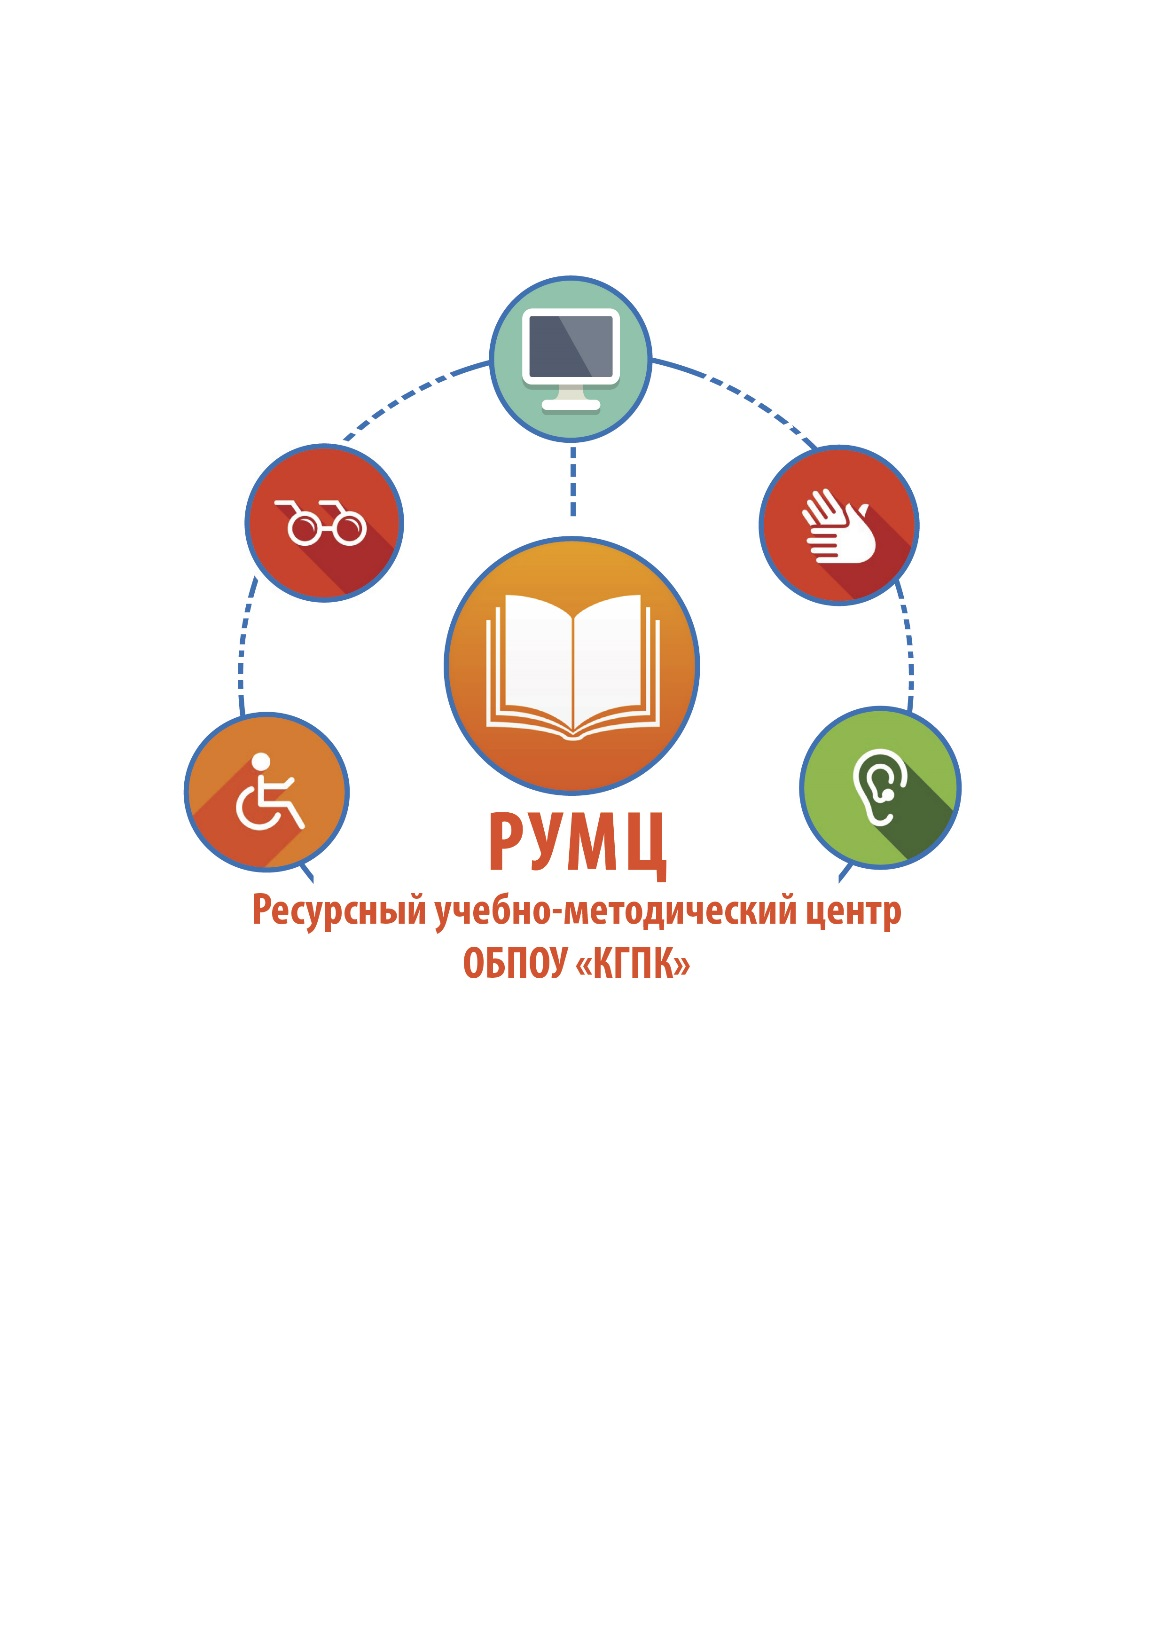 РУМЦ
Ресурсный учебно-методический центр
ОБПОУ «КГПК»